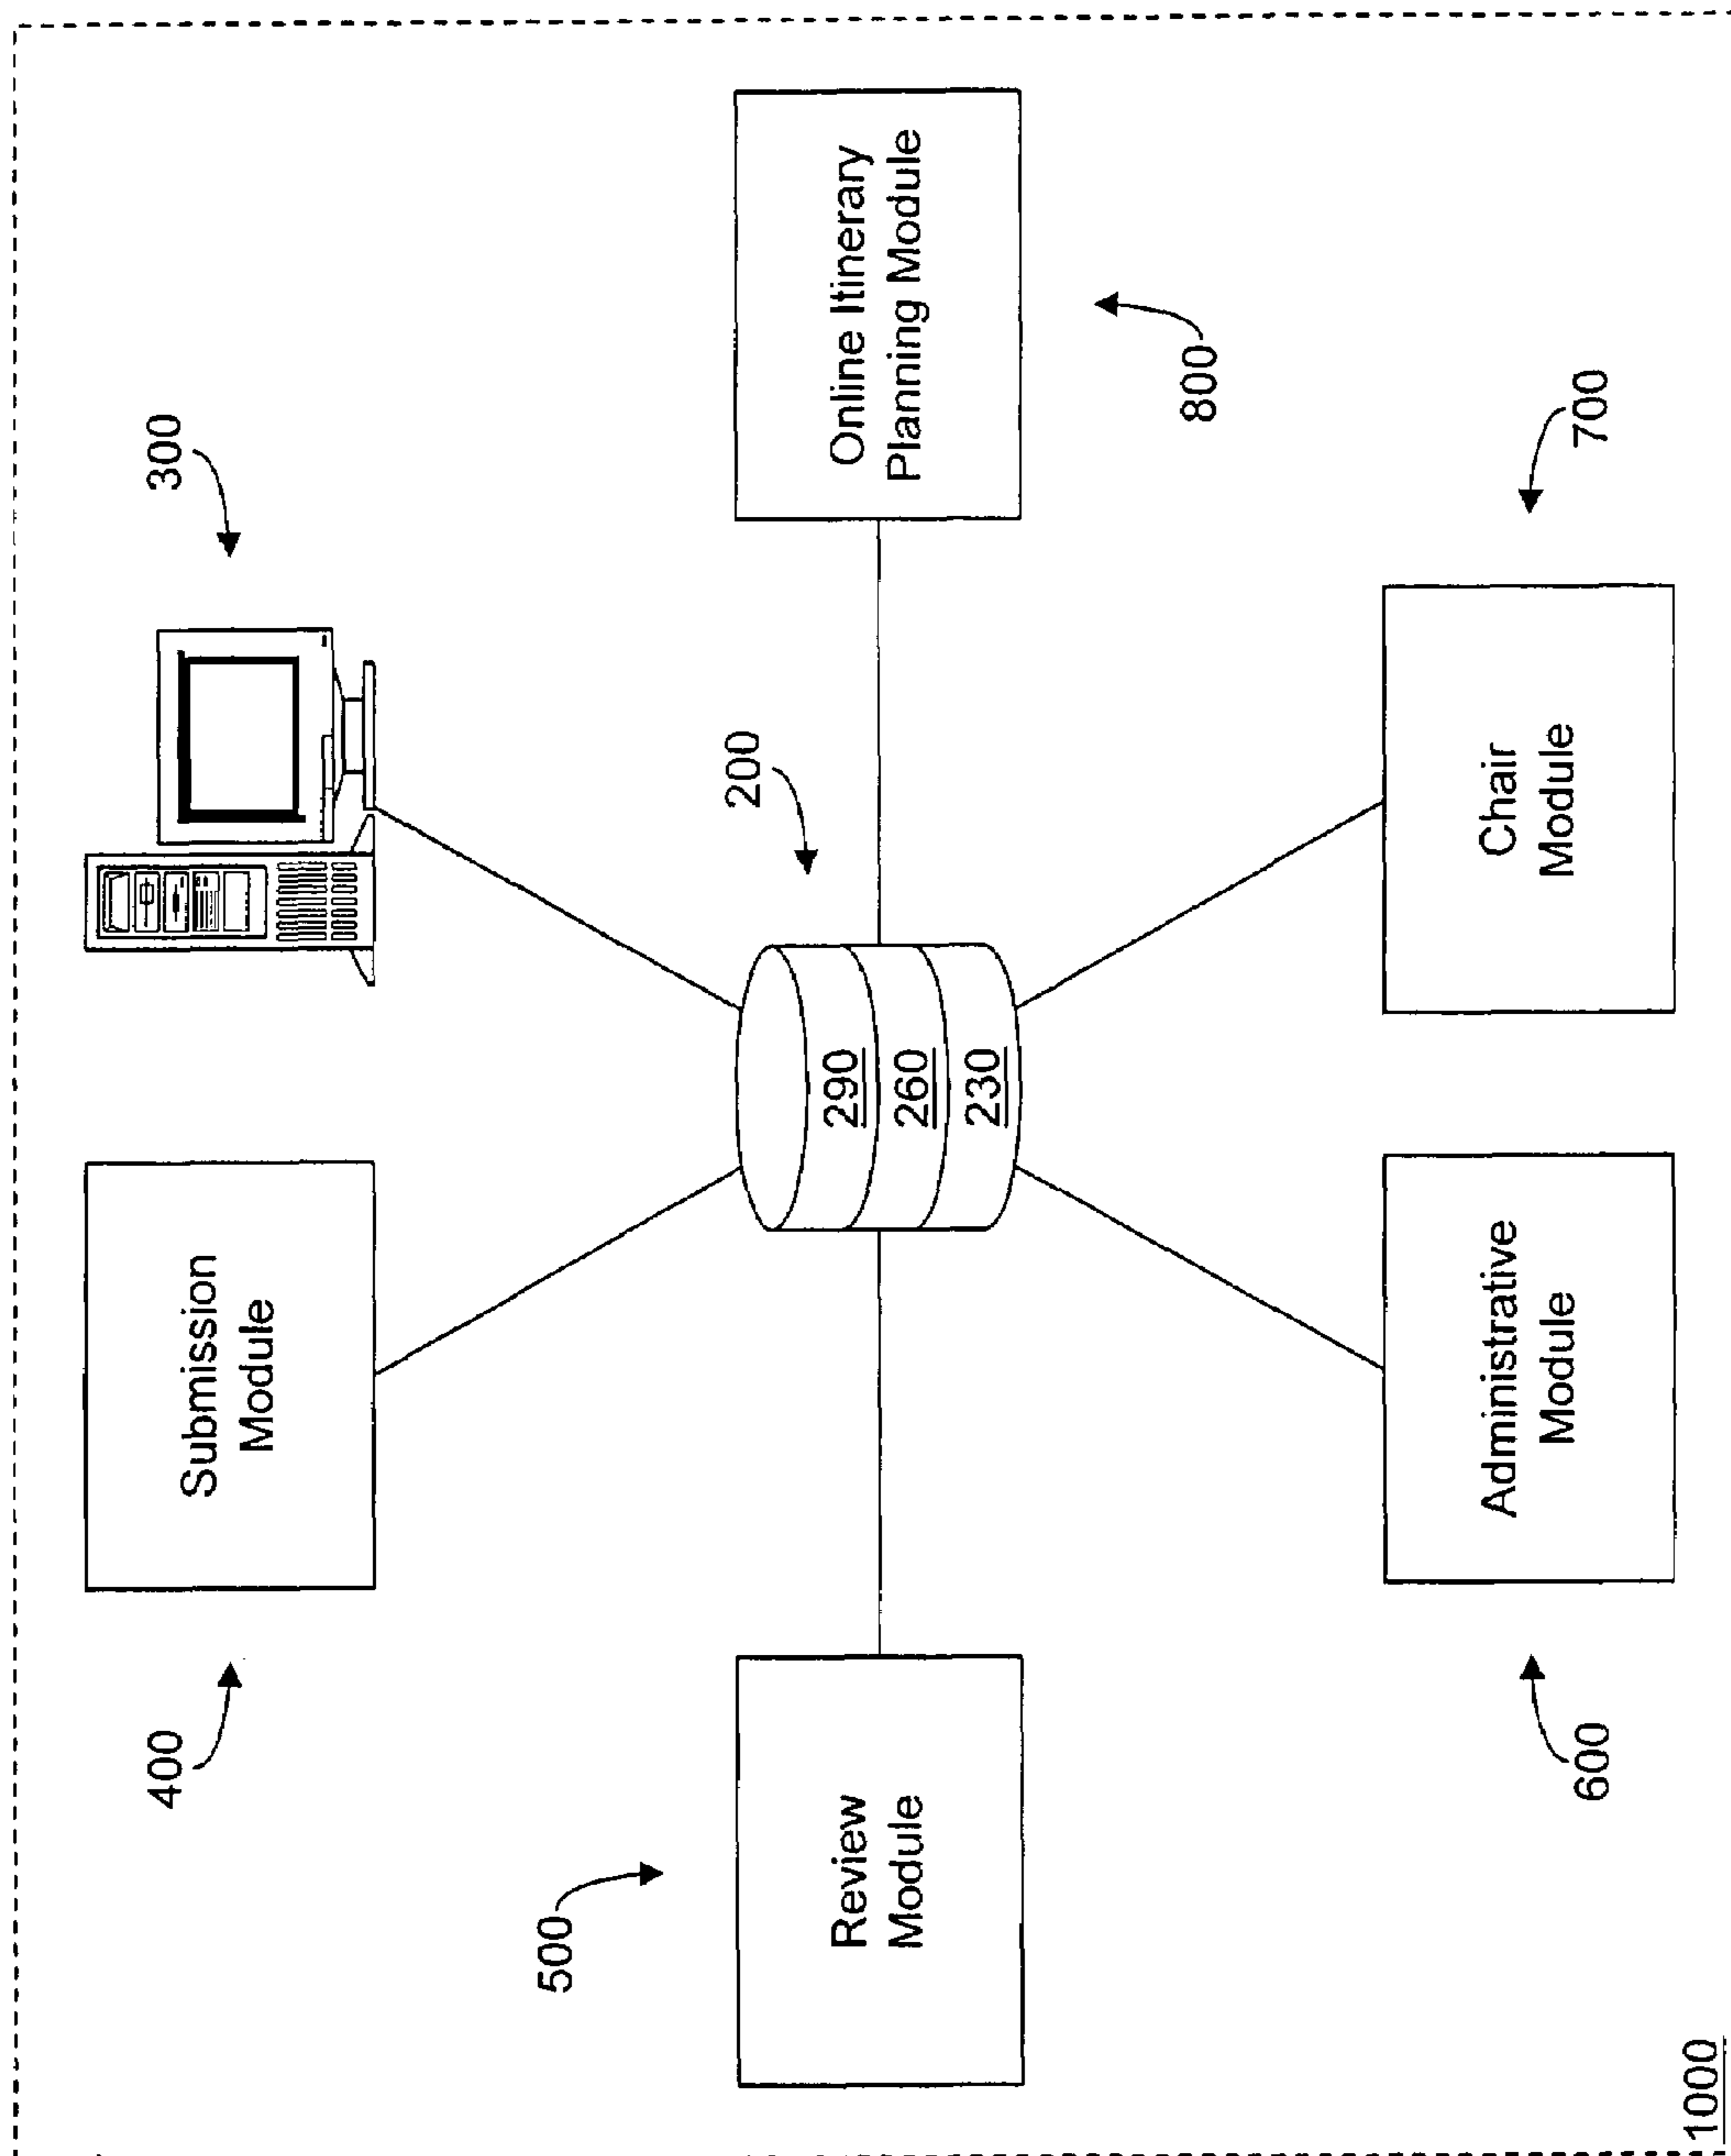 400
Submission
Module
300
500
Review
Module
200
290
260
230
Online Itinerary
Planning Module
800
600
Administrative
Module
Chair
Module
700
1000